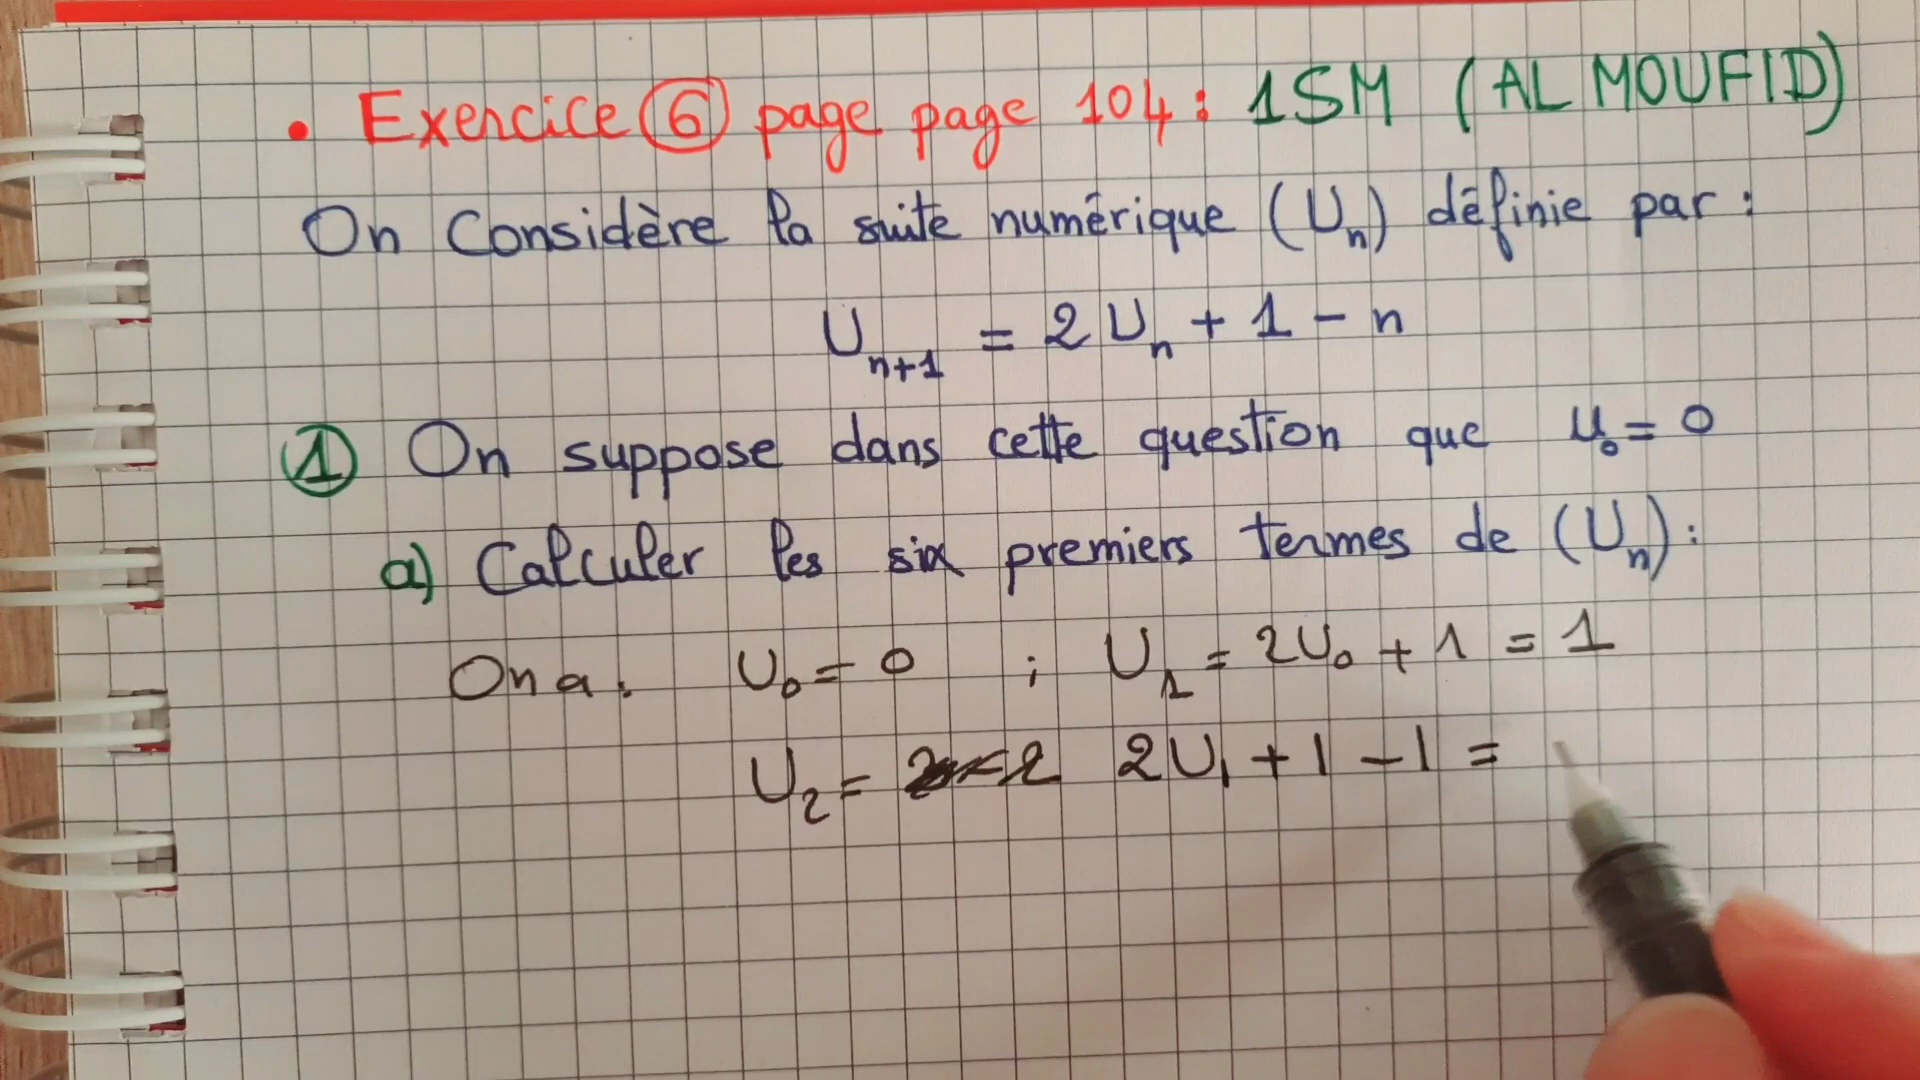 • Exercice 6 page page 104 : 1SM (AL MOUFID)
On Considère la suite numérique (Un) définie par :
Un+1 = 2Un + 1 - n
1 On suppose dans cette question que u0 = 0
a) Calculer les six premiers termes de (Un) :
On a : U0 = 0 ; U1 = 2U0 + 1 = 1
U2 = 2U1 + 1 - 1 =